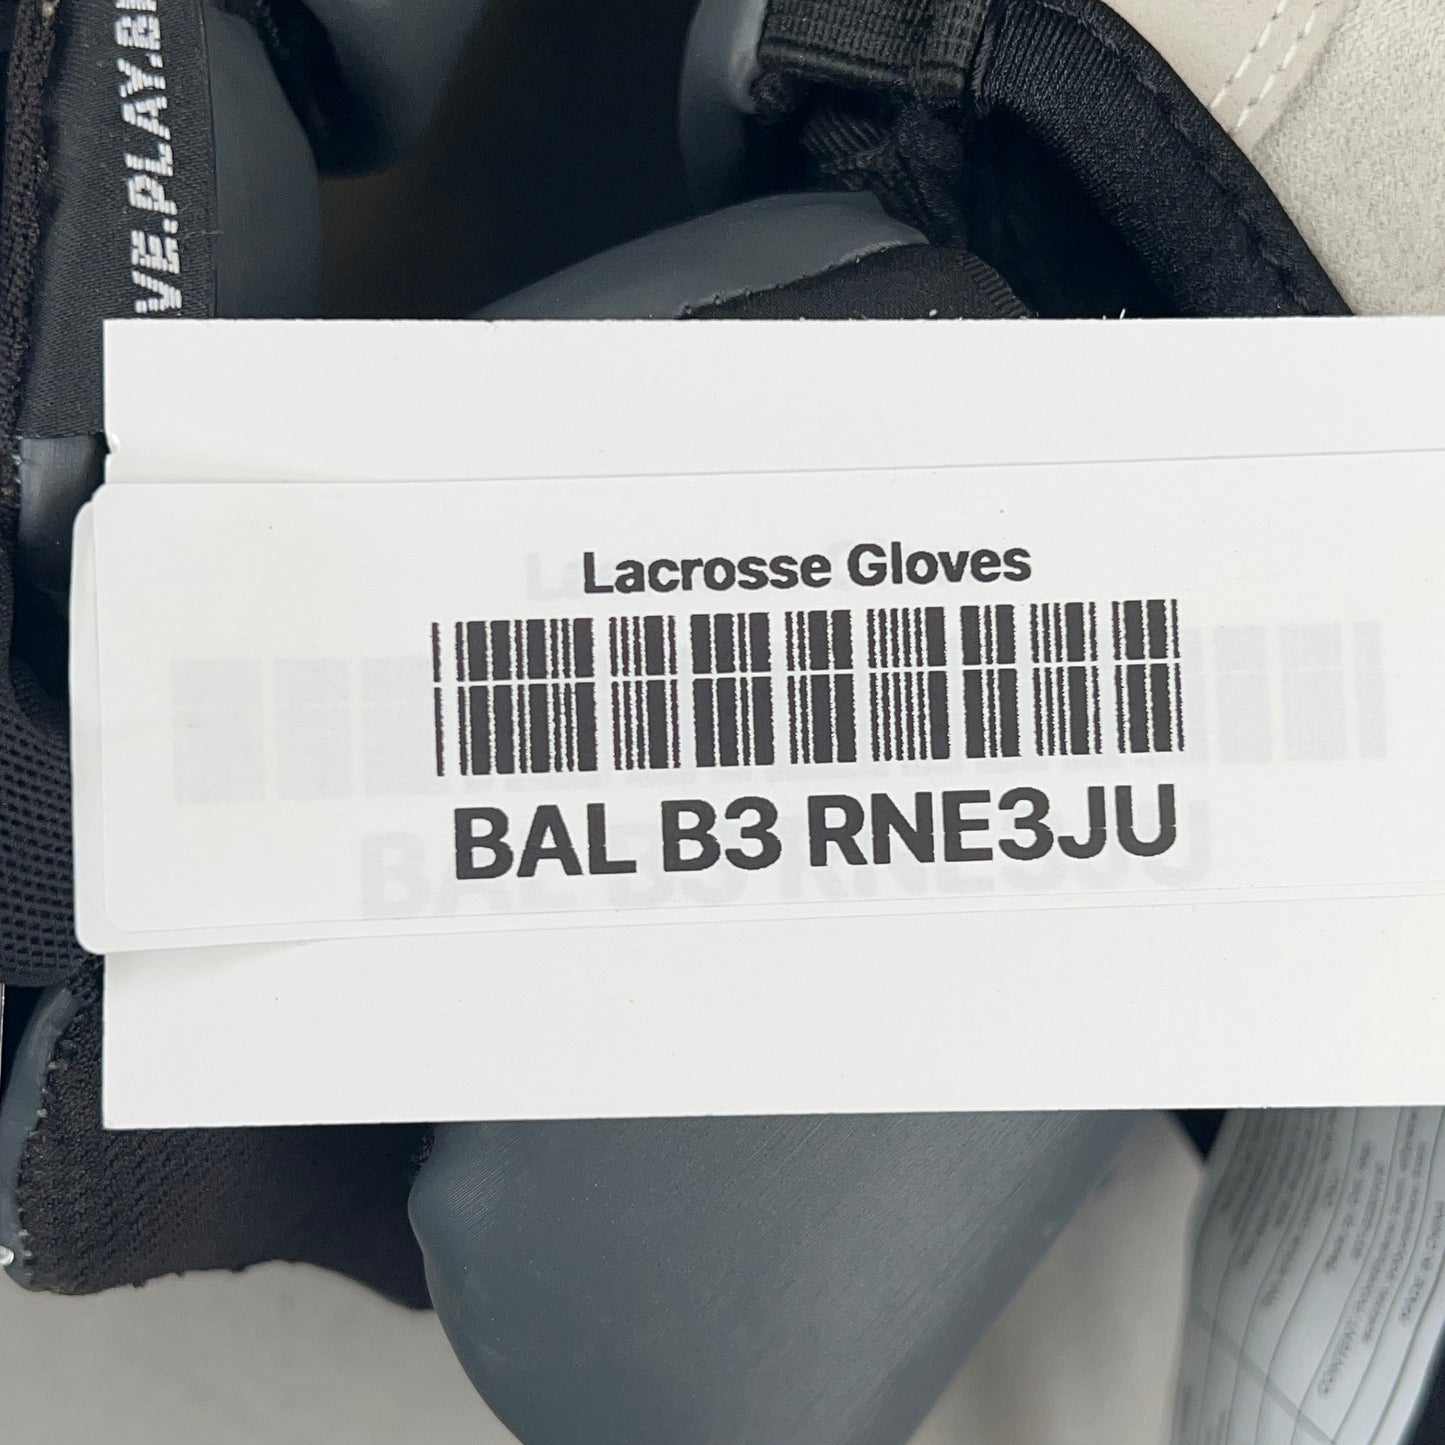 VE.PLAY.
Lacrosse Gloves
BAL B3 RNE3JU